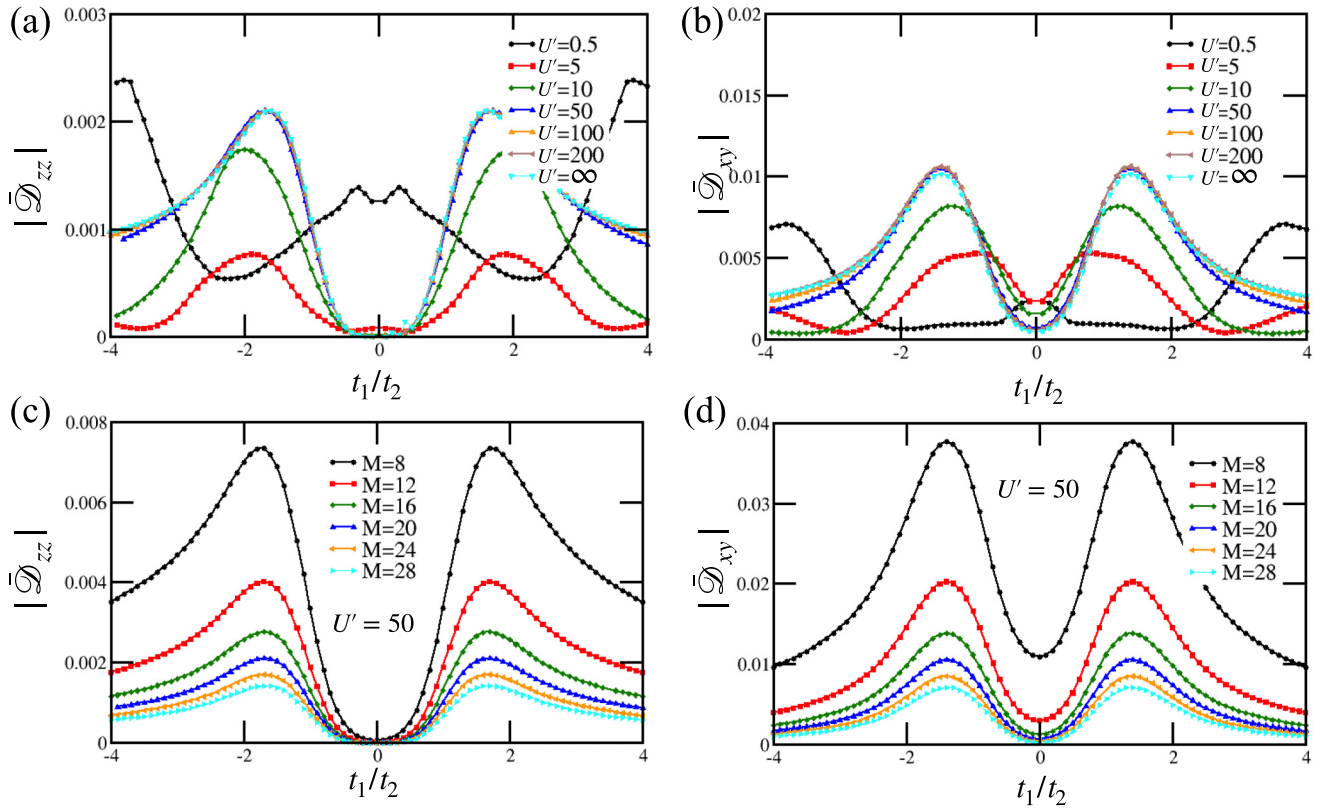 (a)
0.003
0.002
0.001
0
|𝒟̄zz|
U'=0.5
U'=5
U'=10
U'=50
U'=100
U'=200
U'=∞
-4
-2
0
2
4
t1/t2
(b)
0.02
0.015
0.01
0.005
0
|𝒟̄xy|
U'=0.5
U'=5
U'=10
U'=50
U'=100
U'=200
U'=∞
-4
-2
0
2
4
t1/t2
(c)
0.008
0.006
0.004
0.002
0
|𝒟̄zz|
M=8
M=12
M=16
M=20
M=24
M=28
U' = 50
-4
-2
0
2
4
t1/t2
(d)
0.04
0.03
0.02
0.01
0
|𝒟̄xy|
U' = 50
M=8
M=12
M=16
M=20
M=24
M=28
-4
-2
0
2
4
t1/t2